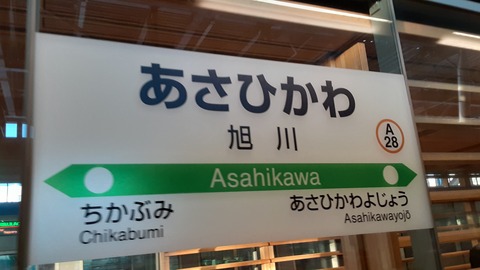 あさひかわ
旭川
A
28
Asahikawa
ちかぶみ
Chikabumi
あさひかわよじょう
Asahikawayojō